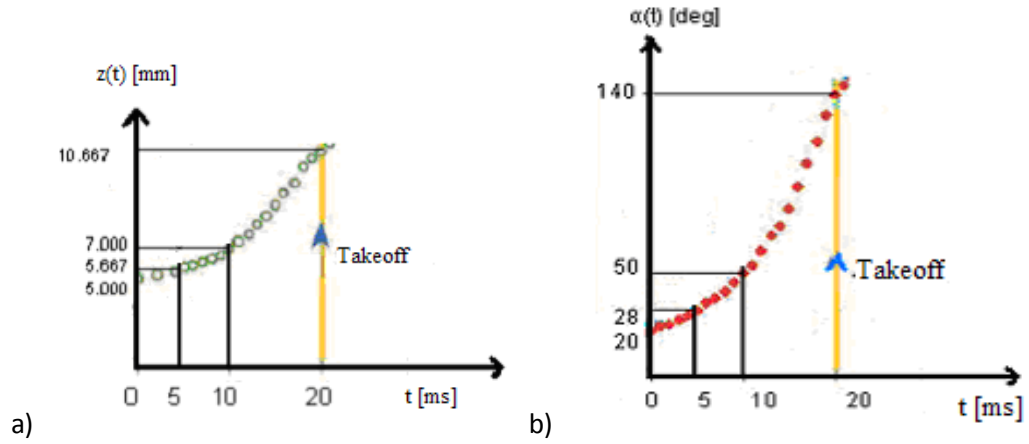 z(t) [mm]
10.667
7.000
5.667
5.000
Takeoff
0 5 10 20 t [ms]
a)
α(t) [deg]
140
50
28
20
.Takeoff
0 5 10 20
t [ms]
b)